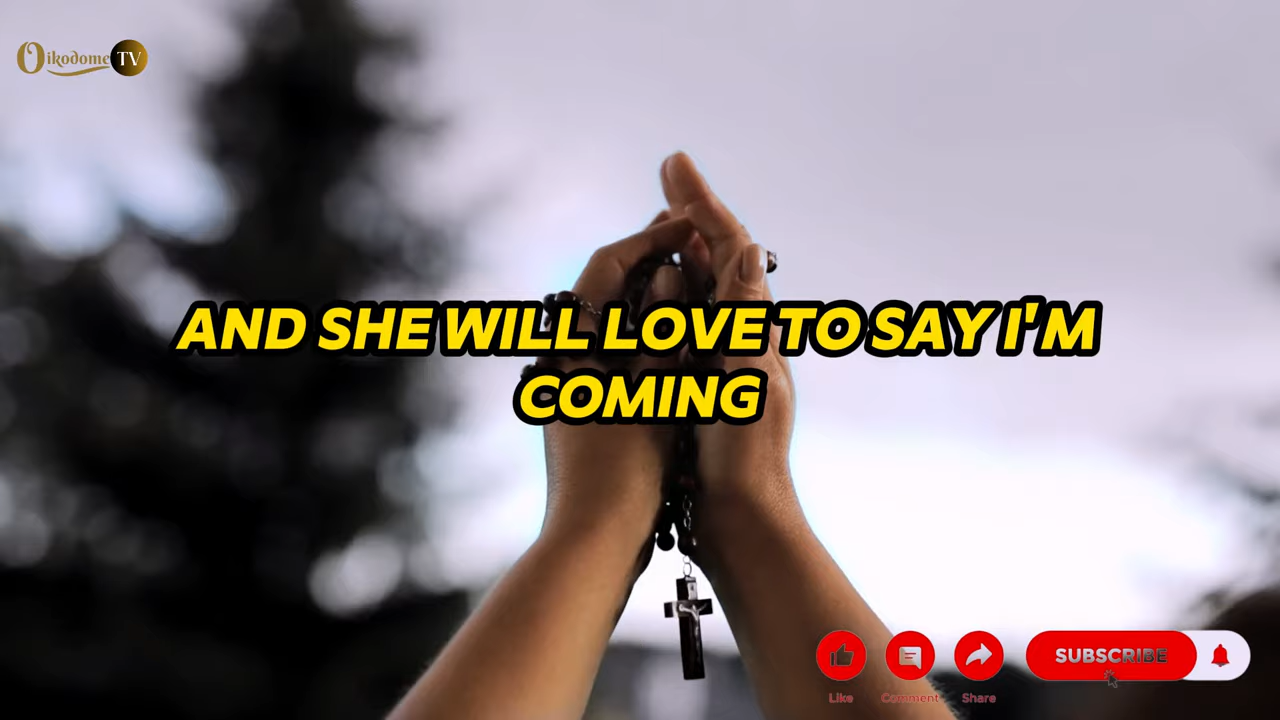 Oikodome TV
AND SHE WILL LOVE TO SAY I'M
COMING
SUBSCRIBE
Like
Comment
Share